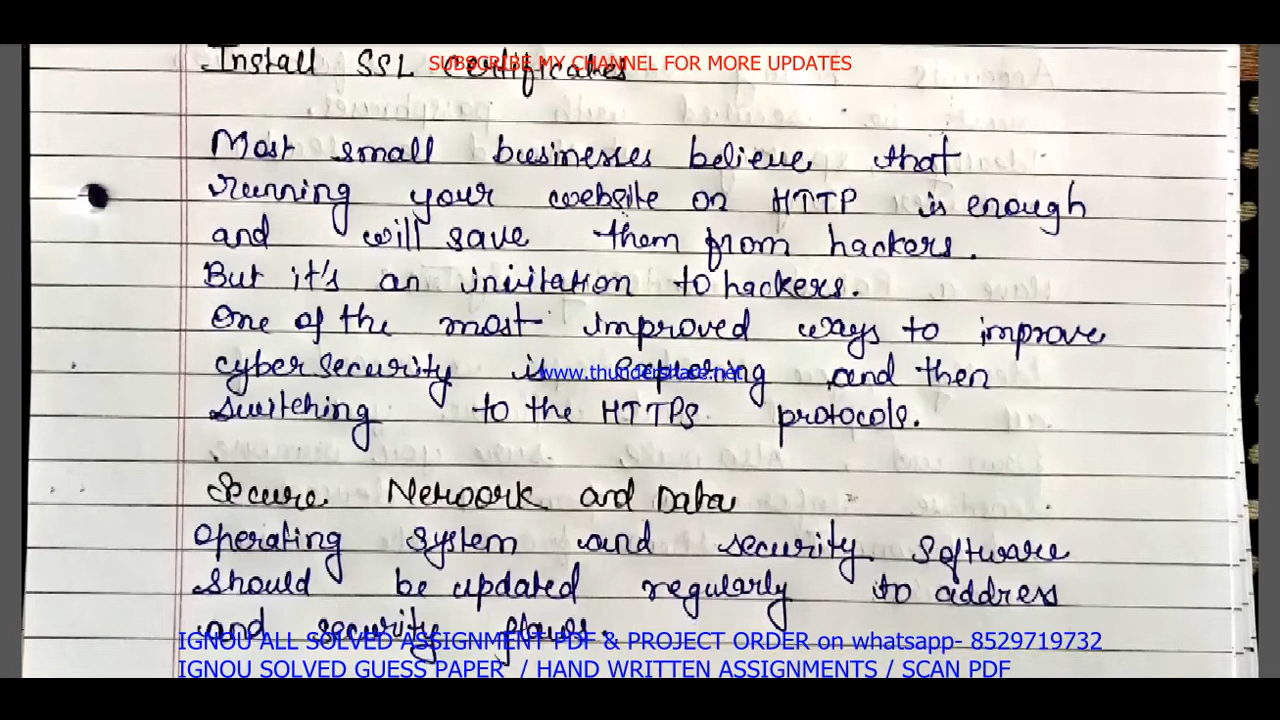 Install SSL Certificates
SUBSCRIBE MY CHANNEL FOR MORE UPDATES
Most small businesses believe that
running your website on HTTP is enough
and will save them from hackers.
But it's an invitation to hackers.
One of the most improved ways to improve
cyber security is exploring and then
www.thundershare.net
switching to the HTTPS protocols.
Secure Network and Data
Operating system and security software
should be updated regularly to address
and security flaws.
IGNOU ALL SOLVED ASSIGNMENT PDF & PROJECT ORDER on whatsapp- 8529719732
IGNOU SOLVED GUESS PAPER / HAND WRITTEN ASSIGNMENTS / SCAN PDF